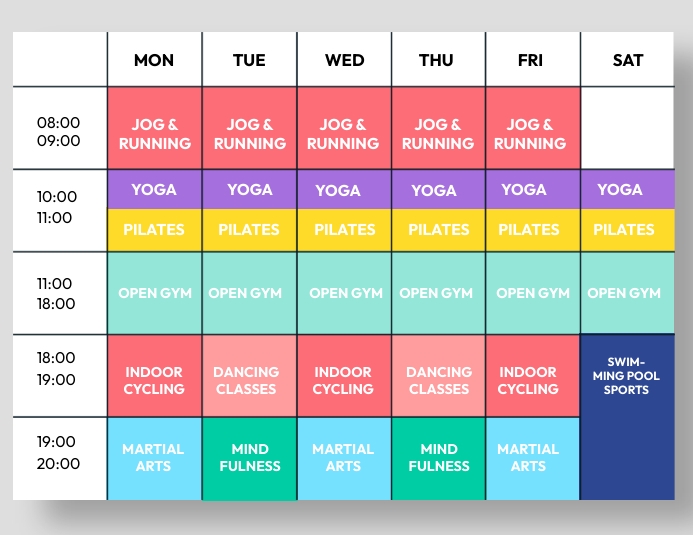 MON TUE WED THU FRI SAT
08:00
09:00
JOG &
RUNNING
JOG &
RUNNING
JOG &
RUNNING
JOG &
RUNNING
JOG &
RUNNING
10:00
11:00
YOGA YOGA YOGA YOGA YOGA YOGA
PILATES PILATES PILATES PILATES PILATES PILATES
11:00
18:00
OPEN GYM OPEN GYM OPEN GYM OPEN GYM OPEN GYM OPEN GYM
18:00
19:00
INDOOR
CYCLING
DANCING
CLASSES
INDOOR
CYCLING
DANCING
CLASSES
INDOOR
CYCLING
SWIM-
MING POOL
SPORTS
19:00
20:00
MARTIAL
ARTS
MIND
FULNESS
MARTIAL
ARTS
MIND
FULNESS
MARTIAL
ARTS